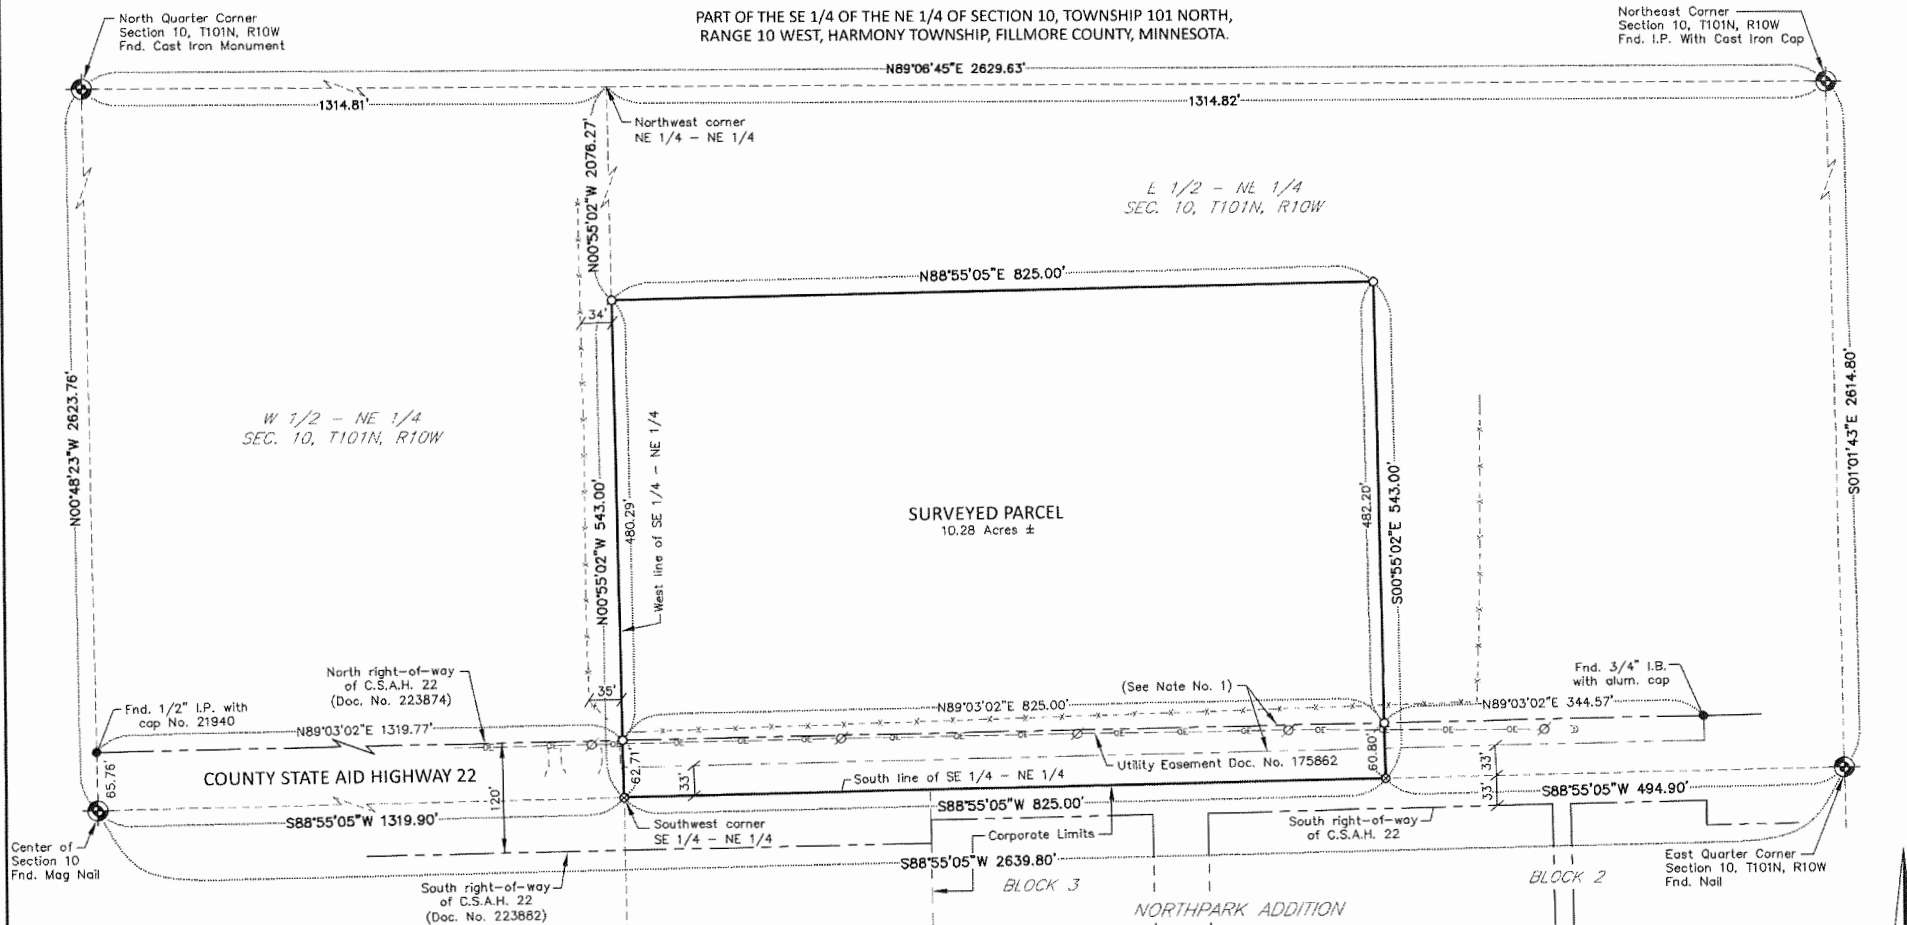 PART OF THE SE 1/4 OF THE NE 1/4 OF SECTION 10, TOWNSHIP 101 NORTH,
RANGE 10 WEST, HARMONY TOWNSHIP, FILLMORE COUNTY, MINNESOTA.
North Quarter Corner
Section 10, T101N, R10W
Fnd. Cast Iron Monument
Northeast Corner
Section 10, T101N, R10W
Fnd. I.P. With Cast Iron Cap
N89°06'45"E 2629.63'
1314.81'
1314.82'
Northwest corner
NE 1/4 - NE 1/4
N00°55'02"W 2076.27'
E 1/2 - NE 1/4
SEC. 10, T101N, R10W
N88°55'05"E 825.00'
34'
N00°48'23"W 2623.76'
W 1/2 - NE 1/4
SEC. 10, T101N, R10W
N00°55'02"W 543.00'
480.29'
West line of SE 1/4 - NE 1/4
SURVEYED PARCEL
10.28 Acres ±
482.20'
S00°55'02"E 543.00'
S01°01'43"E 2614.80'
North right-of-way
of C.S.A.H. 22
(Doc. No. 223874)
35'
(See Note No. 1)
Fnd. 3/4" I.B.
with alum. cap
Fnd. 1/2" I.P. with
cap No. 21940
N89°03'02"E 1319.77'
N89°03'02"E 825.00'
N89°03'02"E 344.57'
OE OE OE OE OE OE OE OE OE OE OE OE OE
65.76'
COUNTY STATE AID HIGHWAY 22
120'
62.71'
33'
Utility Easement Doc. No. 175862
60.80'
33'
33'
South line of SE 1/4 - NE 1/4
S88°55'05"W 1319.90'
S88°55'05"W 825.00'
S88°55'05"W 494.90'
Southwest corner
SE 1/4 - NE 1/4
Corporate Limits
South right-of-way
of C.S.A.H. 22
Center of
Section 10
Fnd. Mag Nail
S88°55'05"W 2639.80'
East Quarter Corner
Section 10, T101N, R10W
Fnd. Nail
South right-of-way
of C.S.A.H. 22
(Doc. No. 223882)
BLOCK 3
BLOCK 2
NORTHPARK ADDITION